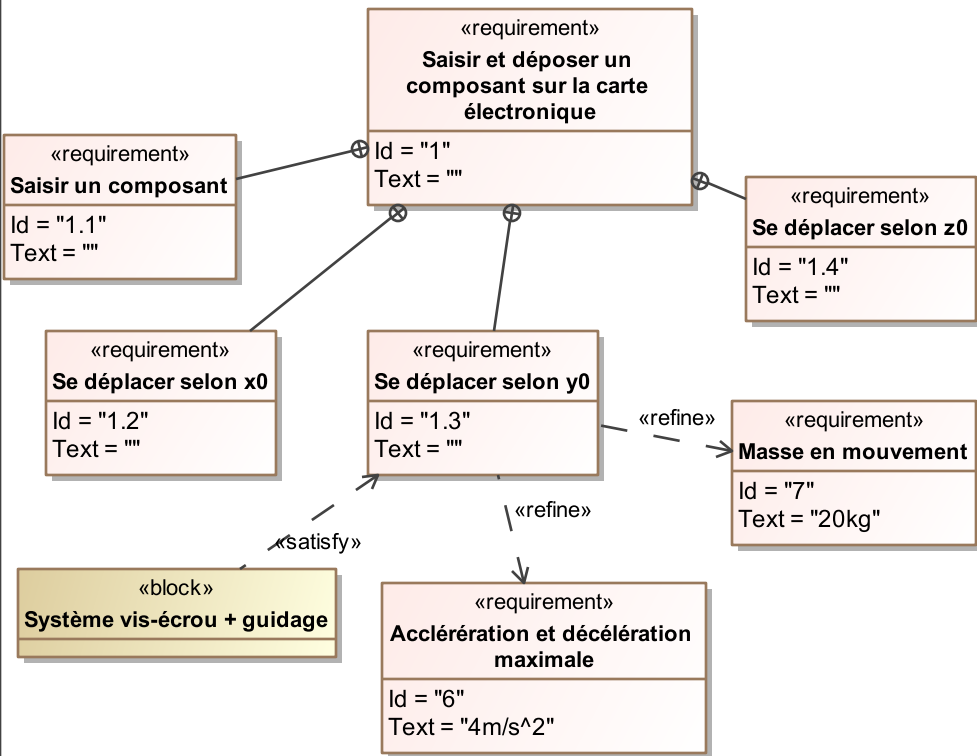 «requirement»
Saisir et déposer un
composant sur la carte
électronique
Id = "1"
Text = ""
«requirement»
Saisir un composant
Id = "1.1"
Text = ""
«requirement»
Se déplacer selon z0
Id = "1.4"
Text = ""
«requirement»
Se déplacer selon x0
Id = "1.2"
Text = ""
«requirement»
Se déplacer selon y0
Id = "1.3"
Text = ""
«refine»
«requirement»
Masse en mouvement
Id = "7"
Text = "20kg"
«refine»
«satisfy»
«block»
Système vis-écrou + guidage
«requirement»
Acclérération et décélération
maximale
Id = "6"
Text = "4m/s^2"